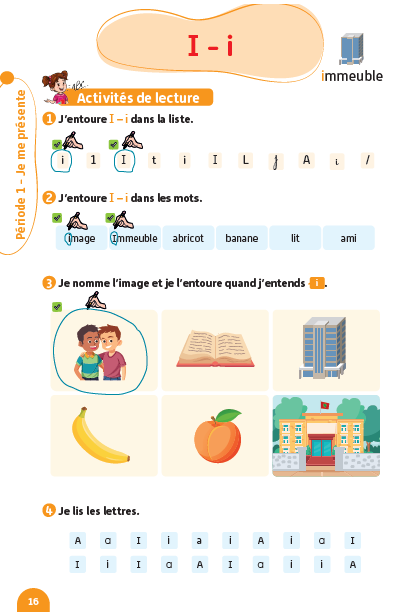 I - i
immeuble
ABC
Activités de lecture
Période 1 - Je me présente
1 J'entoure I - i dans la liste.
i 1 I t i I L j A i /
2 J'entoure I - i dans les mots.
image Immeuble abricot banane lit ami
3 Je nomme l'image et je l'entoure quand j'entends i.
4 Je lis les lettres.
A a I i a i A i a I
I i I a A I a i i A
16